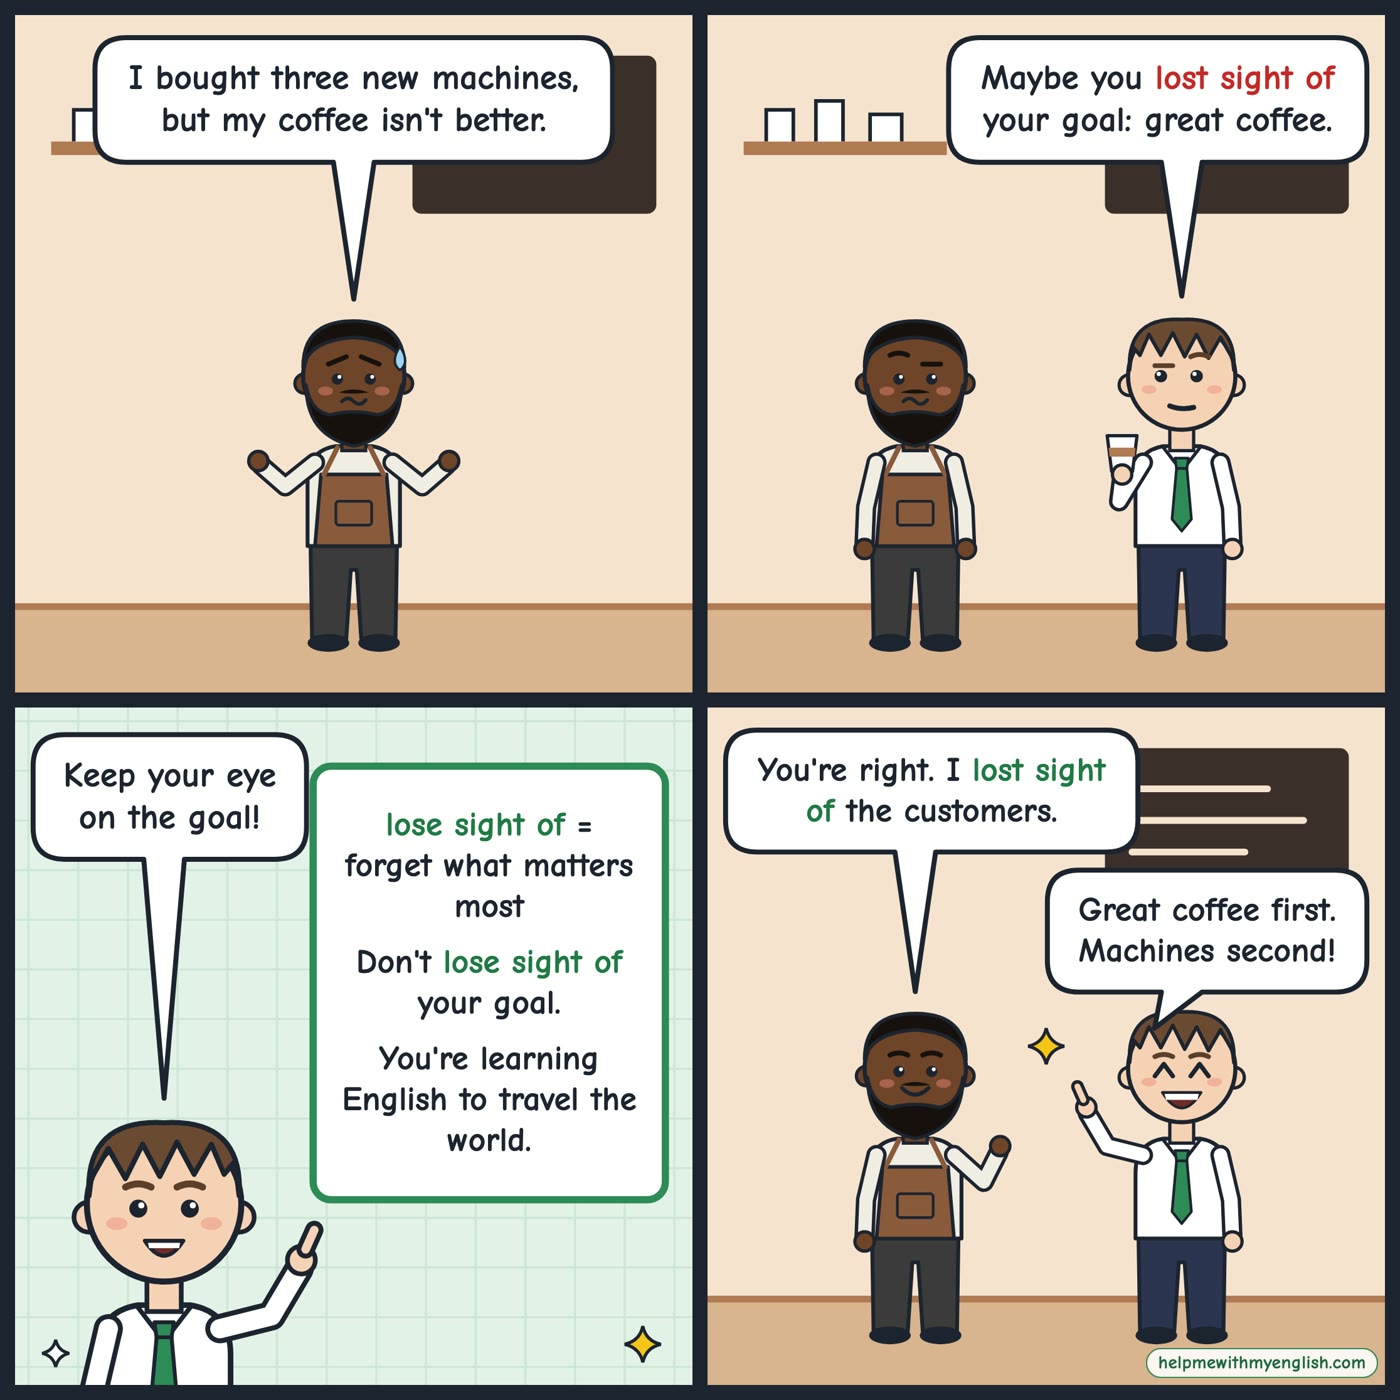 I bought three new machines,
but my coffee isn't better.
Maybe you lost sight of
your goal: great coffee.
Keep your eye
on the goal!
lose sight of =
forget what matters
most
Don't lose sight of
your goal.
You're learning
English to travel the
world.
You're right. I lost sight
of the customers.
Great coffee first.
Machines second!
helpmewithmyenglish.com